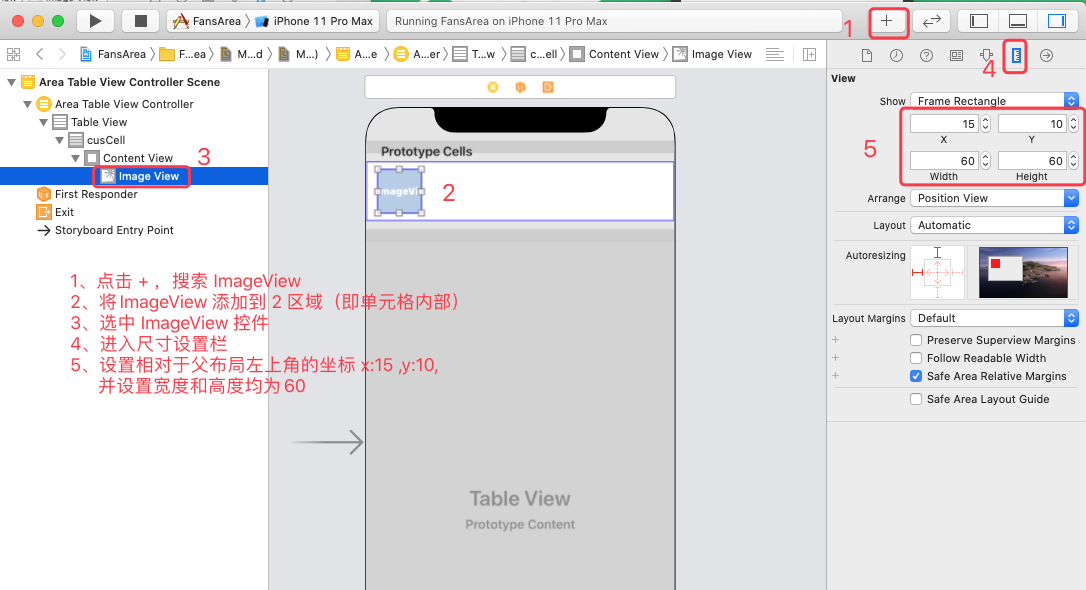 FansArea
iPhone 11 Pro Max
Running FansArea on iPhone 11 Pro Max
1
FansArea
F...ea
M...d
M...)
A...e
A...er
T...w
c...ell
Content View
Image View
4
Area Table View Controller Scene
Area Table View Controller
Table View
cusCell
Content View
3
Image View
First Responder
Exit
Storyboard Entry Point
Prototype Cells
2
Table View
Prototype Content
1、点击 + ，搜索 ImageView
2、将ImageView 添加到 2 区域（即单元格内部）
3、选中 ImageView 控件
4、进入尺寸设置栏
5、设置相对于父布局左上角的坐标 x:15 ,y:10,
并设置宽度和高度均为60
View
Show
Frame Rectangle
5
15
10
X
Y
60
60
Width
Height
Arrange
Position View
Layout
Automatic
Autoresizing
Layout Margins
Default
Preserve Superview Margins
Follow Readable Width
Safe Area Relative Margins
Safe Area Layout Guide